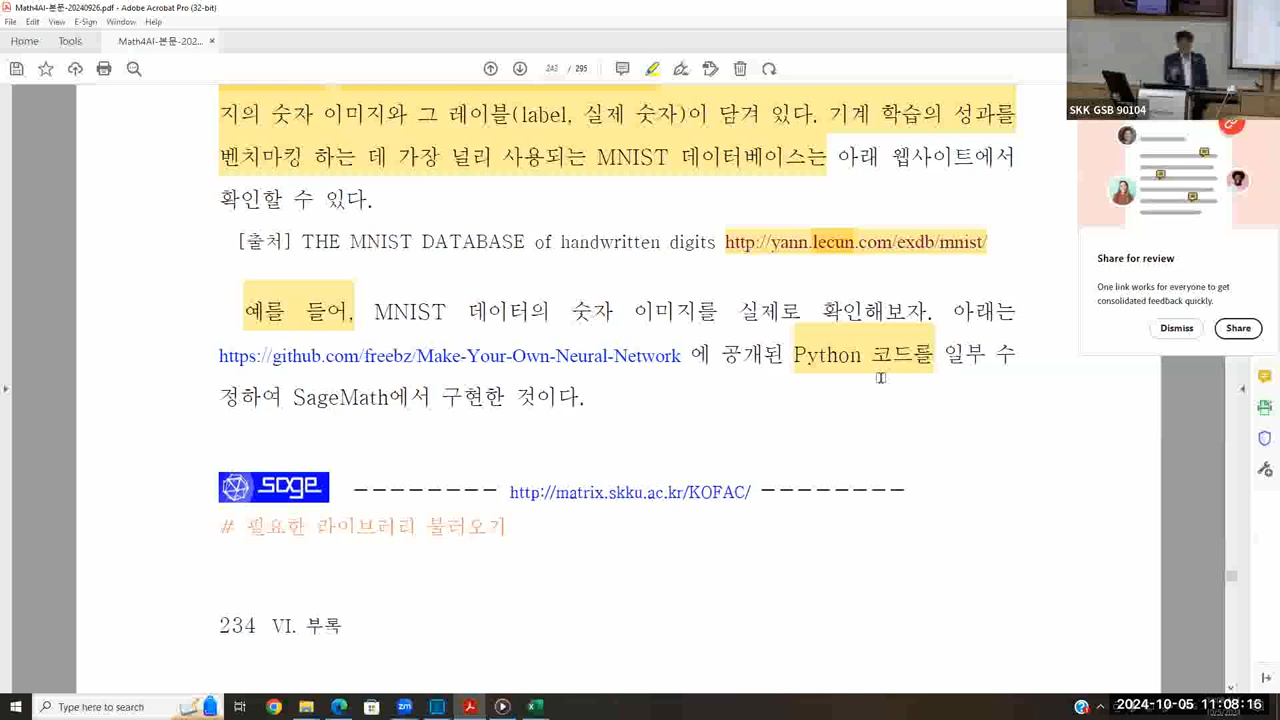 Math4AI-본문-20240926.pdf - Adobe Acrobat Pro (32-bit)
File Edit View E-Sign Window Help
Home Tools Math4AI-본문-202... ×
243 / 295
SKK GSB 90104
지의 숫자 이미지와 그 레이블(label, 실제 숫자)이 담겨 있다. 기계 학습의 성과를
벤치마킹 하는 데 가장 널리 사용되는 MNIST 데이터베이스는 아래 웹사이트에서
확인할 수 있다.
[출처] THE MNIST DATABASE of handwritten digits http://yann.lecun.com/exdb/mnist/
예를 들어, MNIST 데이터의 숫자 이미지를 실제로 확인해보자. 아래는
https://github.com/freebz/Make-Your-Own-Neural-Network 에 공개된 Python 코드를 일부 수
정하여 SageMath에서 구현한 것이다.
sage －－－－－－－－ http://matrix.skku.ac.kr/KOFAC/ －－－－－－－－
# 필요한 라이브러리 불러오기
234 VI. 부록
Share for review
One link works for everyone to get
consolidated feedback quickly.
Dismiss Share
Type here to search
zm
2024-10-05 11:08:16